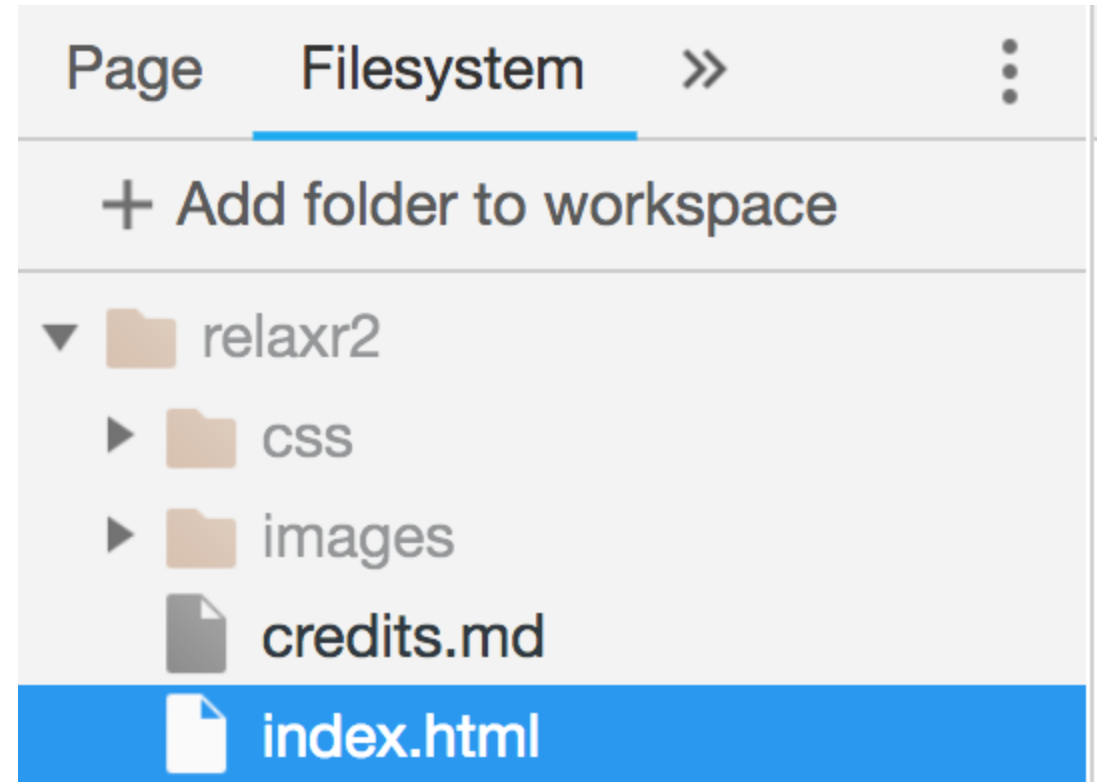 Page Filesystem »
+ Add folder to workspace
relaxr2
css
images
credits.md
index.html